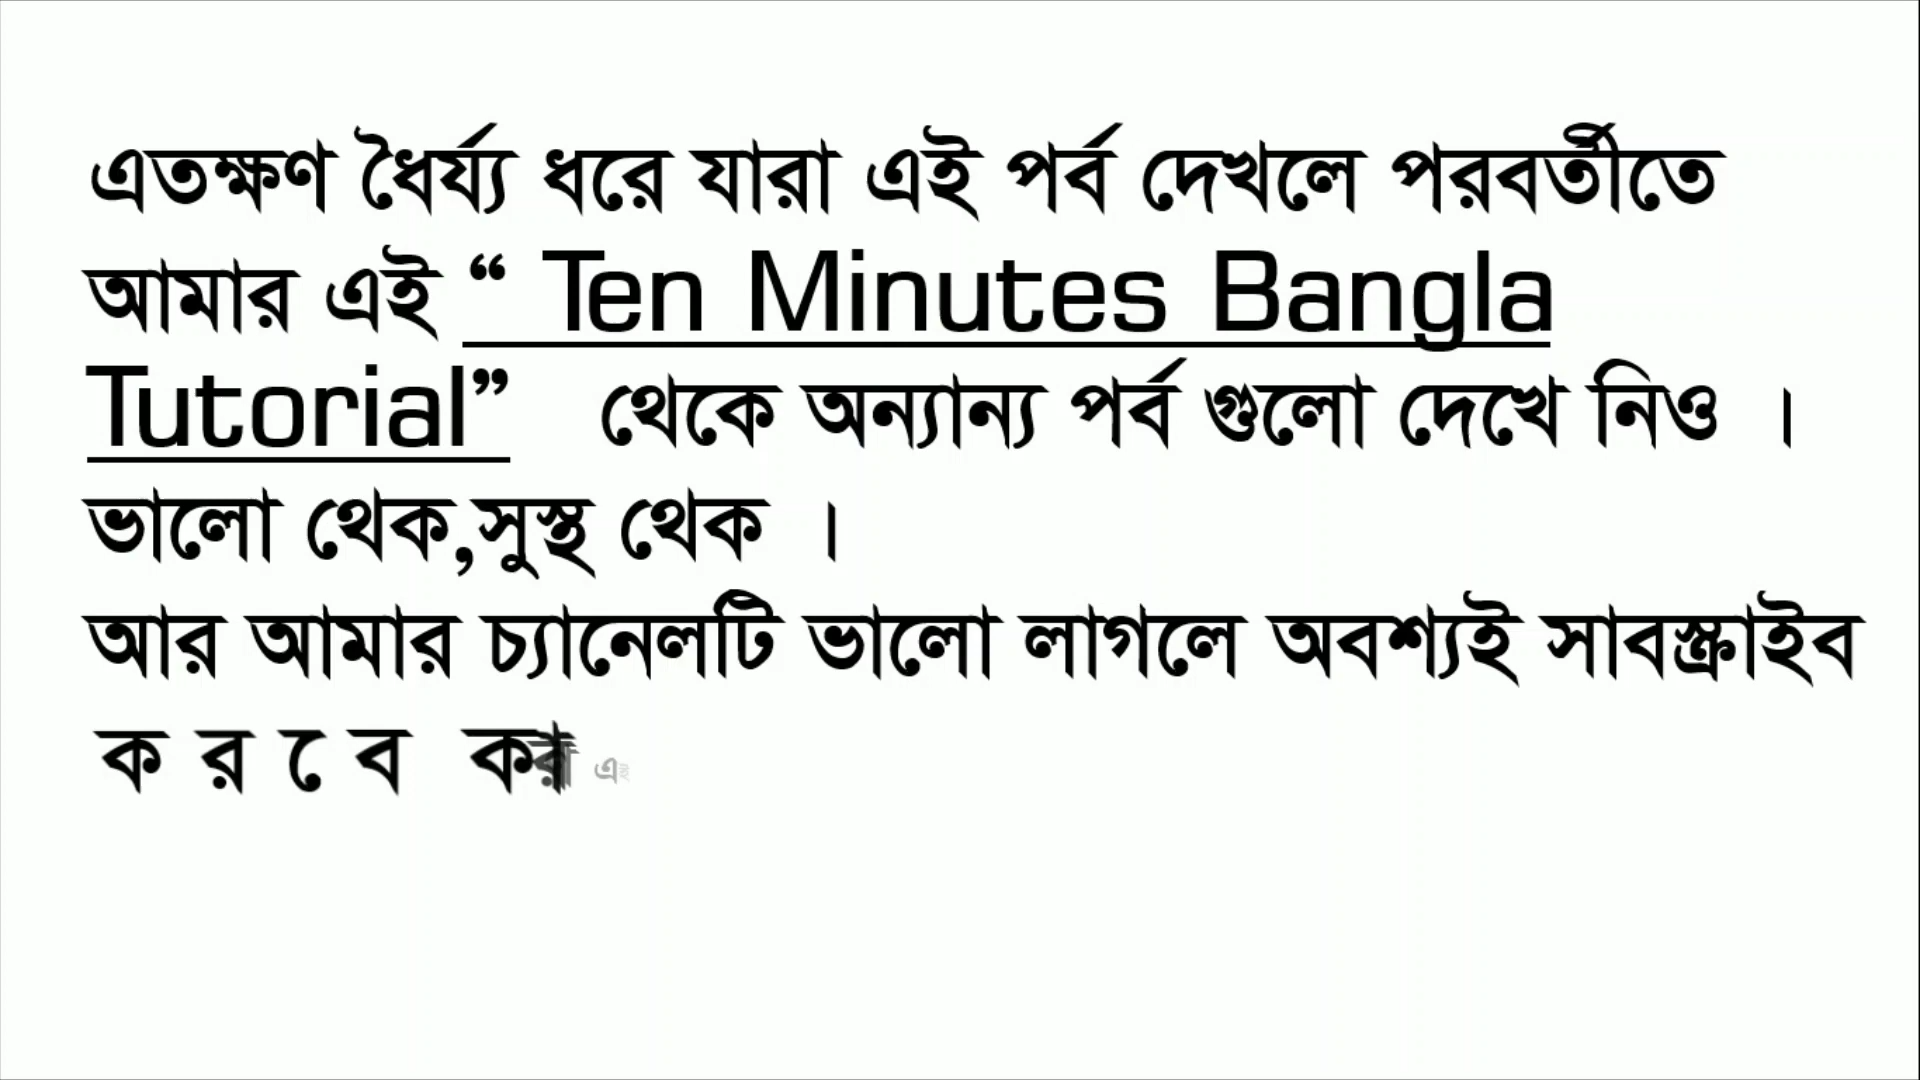 এতক্ষণ ধৈর্য্য ধরে যারা এই পর্ব দেখলে পরবর্তীতে
আমার এই “ Ten Minutes Bangla
Tutorial” থেকে অন্যান্য পর্ব গুলো দেখে নিও ।
ভালো থেক,সুস্থ থেক ।
আর আমার চ্যানেলটি ভালো লাগলে অবশ্যই সাবস্ক্রাইব
করবে